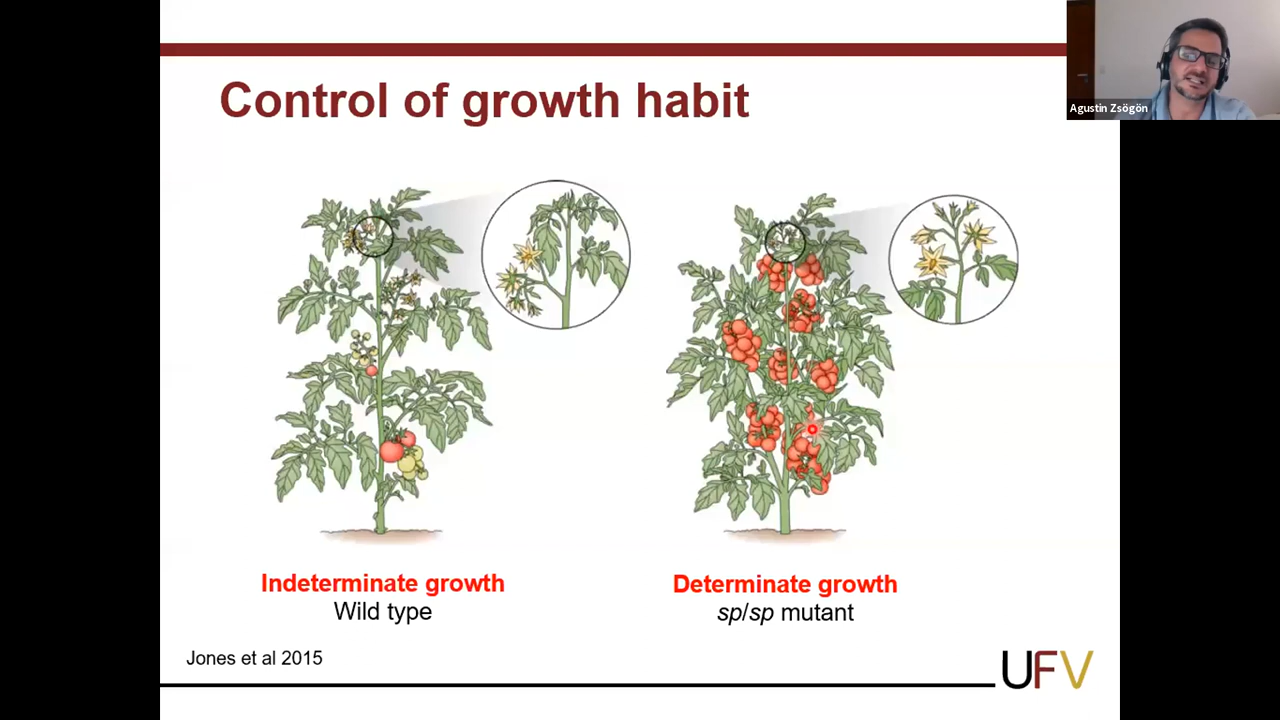 Control of growth habit
Agustin Zsögön
Indeterminate growth
Wild type
Determinate growth
sp/sp mutant
Jones et al 2015
UFV